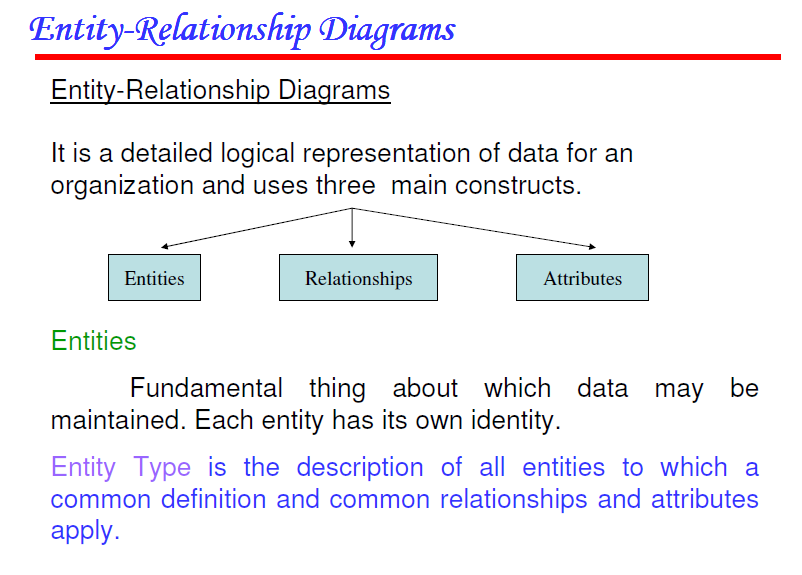 Entity-Relationship Diagrams
Entity-Relationship Diagrams
It is a detailed logical representation of data for an
organization and uses three main constructs.
Entities Relationships Attributes
Entities
Fundamental thing about which data may be
maintained. Each entity has its own identity.
Entity Type is the description of all entities to which a
common definition and common relationships and attributes
apply.